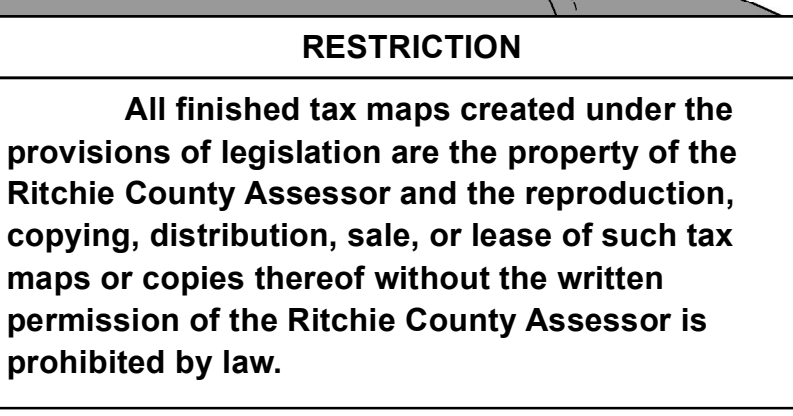 RESTRICTION
All finished tax maps created under the
provisions of legislation are the property of the
Ritchie County Assessor and the reproduction,
copying, distribution, sale, or lease of such tax
maps or copies thereof without the written
permission of the Ritchie County Assessor is
prohibited by law.